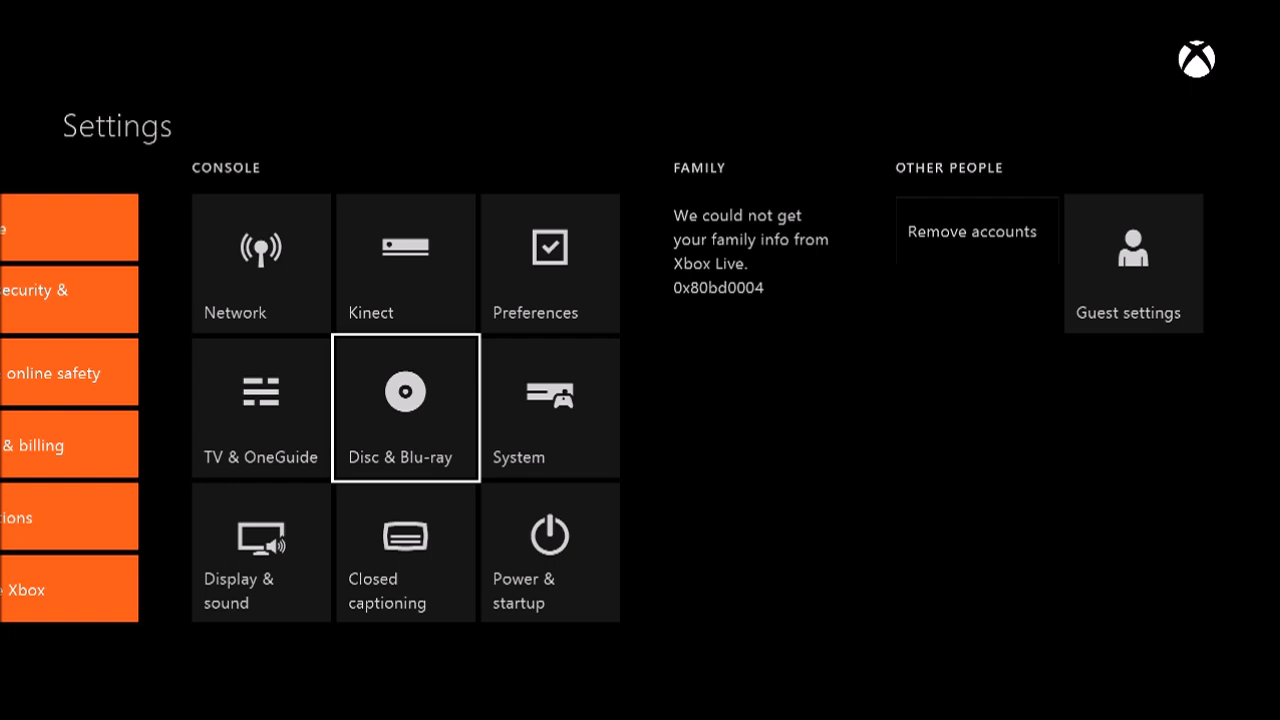 Settings
CONSOLE
FAMILY
OTHER PEOPLE
e
ecurity &
online safety
& billing
ions
Xbox
Network
Kinect
Preferences
TV & OneGuide
Disc & Blu-ray
System
Display &
sound
Closed
captioning
Power &
startup
We could not get
your family info from
Xbox Live.
0x80bd0004
Remove accounts
Guest settings